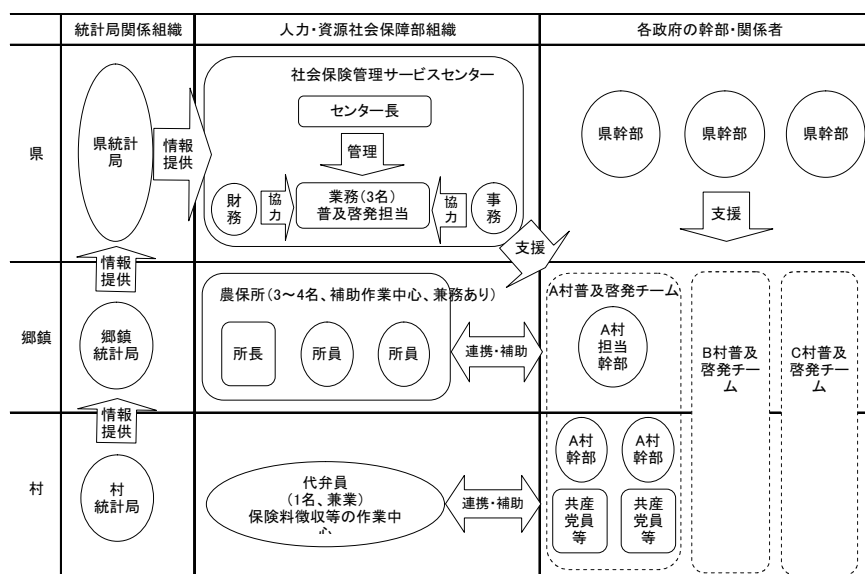 統計局関係組織
人力・資源社会保障部組織
各政府の幹部・関係者
県
県統計
局
情報
提供
社会保険管理サービスセンター
センター長
管理
財
務
協
力
業務(3名)
普及啓発担当
協
力
事
務
県幹部
県幹部
県幹部
支援
支援
情報
提供
郷鎮
郷鎮
統計局
農保所(3～4名、補助作業中心、兼務あり)
所長
所員
所員
連携・補助
A村普及啓発チーム
A村
担当
幹部
B村普及
啓発チー
ム
C村普及
啓発チー
ム
情報
提供
村
村
統計局
代弁員
(1名、兼業)
保険料徴収等の作業中
心
連携・補助
A村
幹部
A村
幹部
共産
党員
等
共産
党員
等